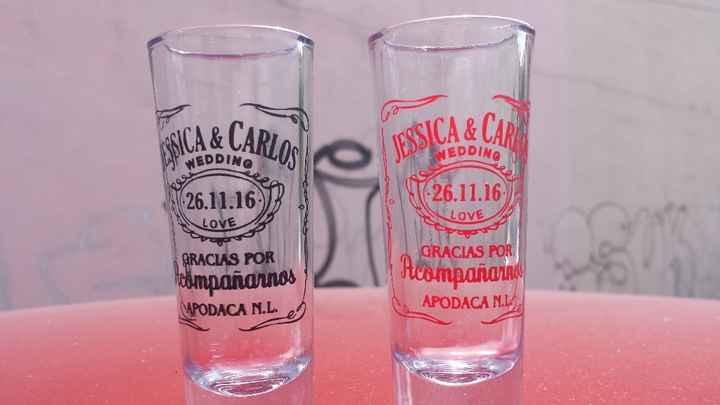 JESSICA & CARLOS
WEDDING
26.11.16
LOVE
GRACIAS POR
Acompañarnos
APODACA N.L.
JESSICA & CARLOS
WEDDING
26.11.16
LOVE
GRACIAS POR
Acompañarnos
APODACA N.L.